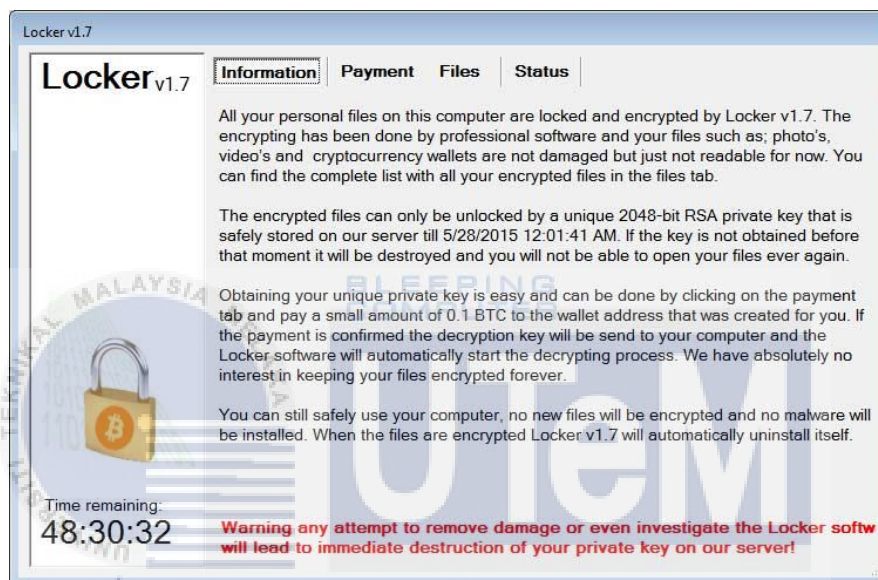 Locker v1.7
Locker v1.7
Information Payment Files Status
All your personal files on this computer are locked and encrypted by Locker v1.7. The
encrypting has been done by professional software and your files such as; photo's,
video's and cryptocurrency wallets are not damaged but just not readable for now. You
can find the complete list with all your encrypted files in the files tab.
The encrypted files can only be unlocked by a unique 2048-bit RSA private key that is
safely stored on our server till 5/28/2015 12:01:41 AM. If the key is not obtained before
that moment it will be destroyed and you will not be able to open your files ever again.
BLEEPING
COMPUTER
Obtaining your unique private key is easy and can be done by clicking on the payment
tab and pay a small amount of 0.1 BTC to the wallet address that was created for you. If
the payment is confirmed the decryption key will be send to your computer and the
Locker software will automatically start the decrypting process. We have absolutely no
interest in keeping your files encrypted forever.
You can still safely use your computer, no new files will be encrypted and no malware will
be installed. When the files are encrypted Locker v1.7 will automatically uninstall itself.
Time remaining:
48:30:32
Warning any attempt to remove damage or even investigate the Locker softw
will lead to immediate destruction of your private key on our server!
MALAYSIA
UTeM